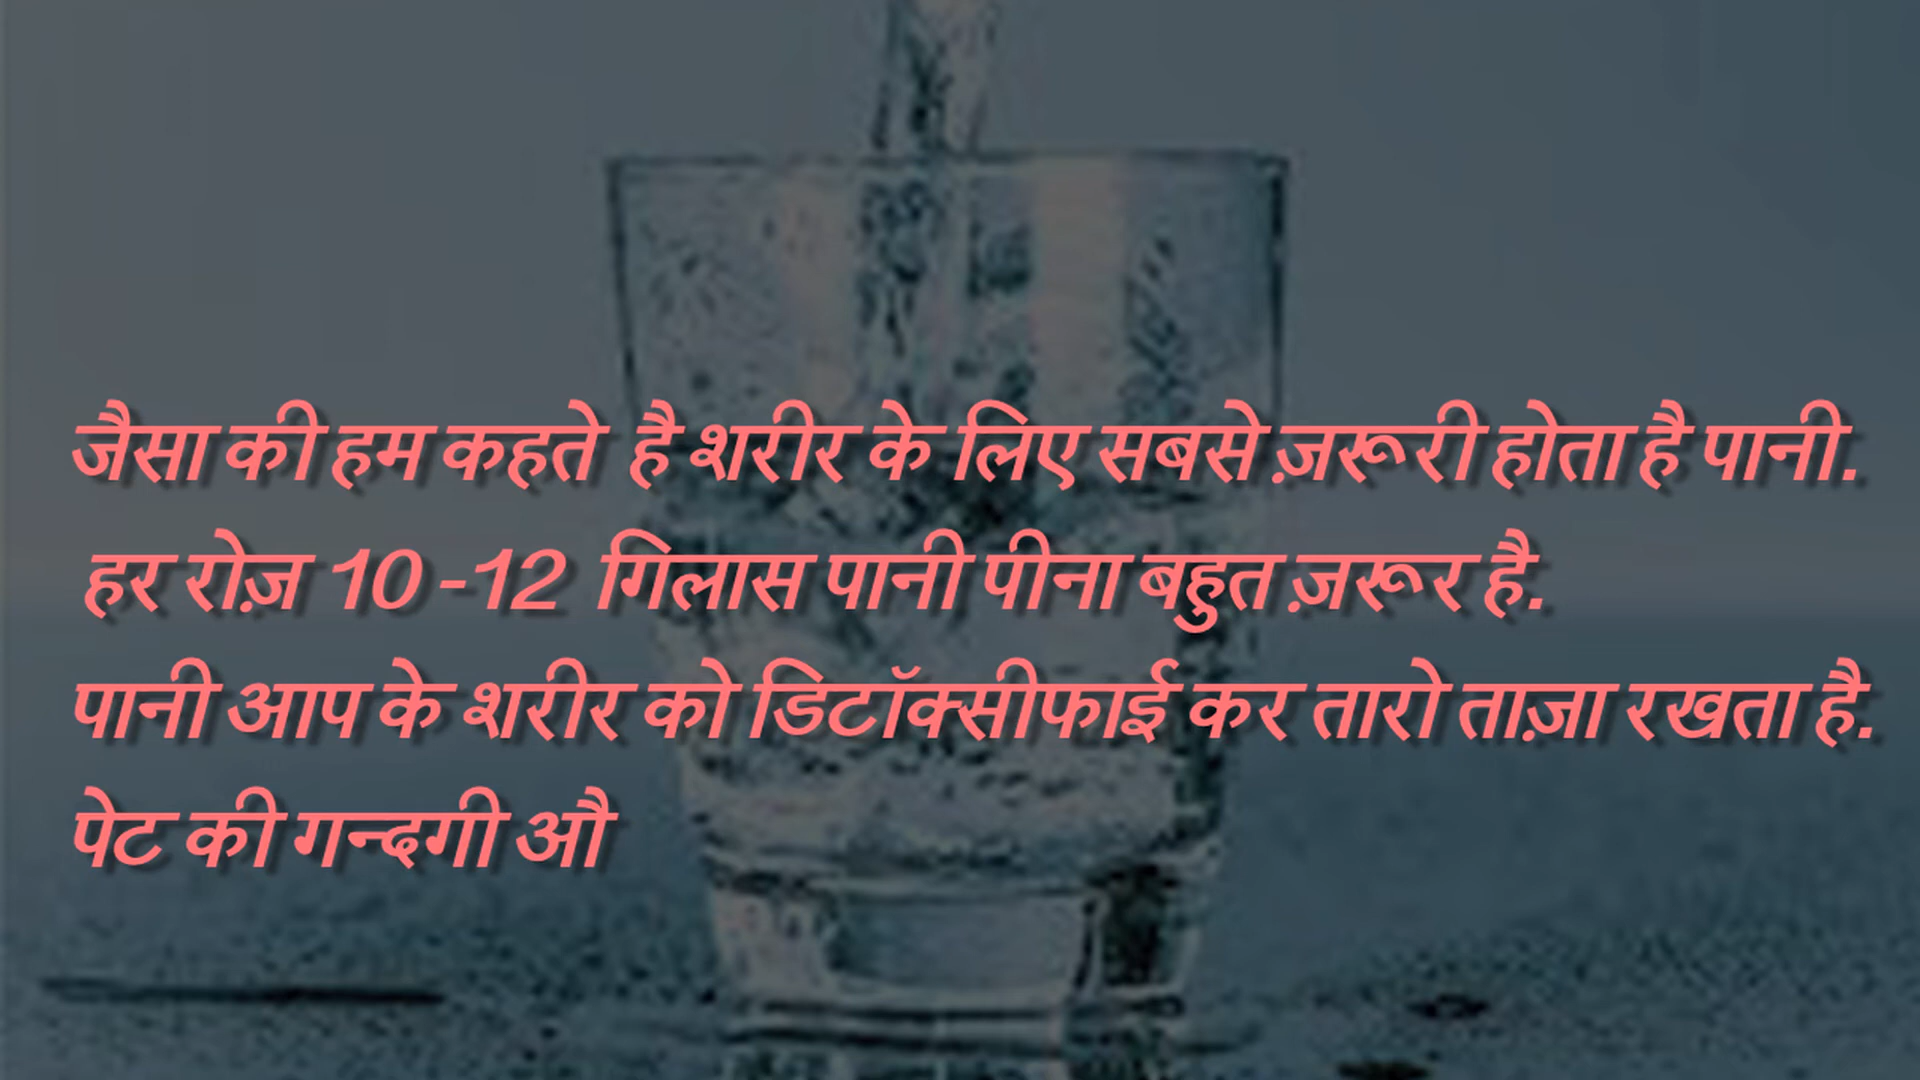 जैसा की हम कहते है शरीर के लिए सबसे ज़रूरी होता है पानी.
हर रोज़ 10 -12 गिलास पानी पीना बहुत ज़रूर है.
पानी आप के शरीर को डिटॉक्सीफाई कर तारो ताज़ा रखता है.
पेट की गन्दगी औ